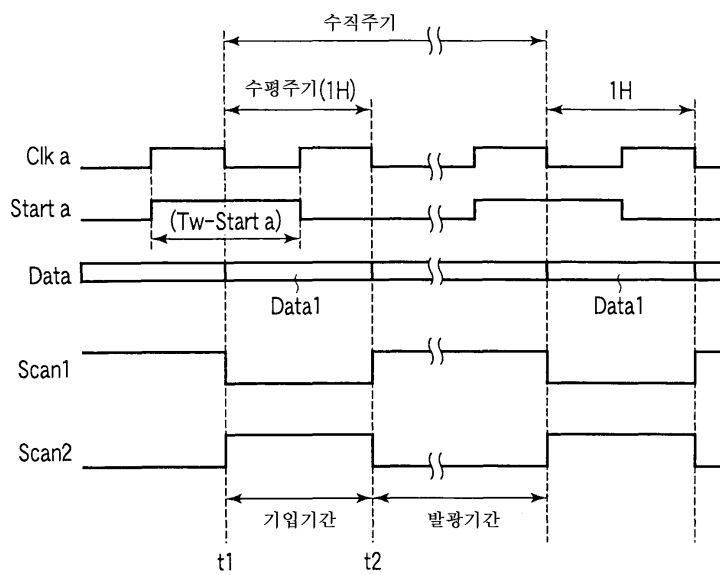 수직주기
수평주기(1H)
1H
Clk a
Start a
(Tw-Start a)
Data
Data1
Data1
Scan1
Scan2
기입기간
발광기간
t1
t2